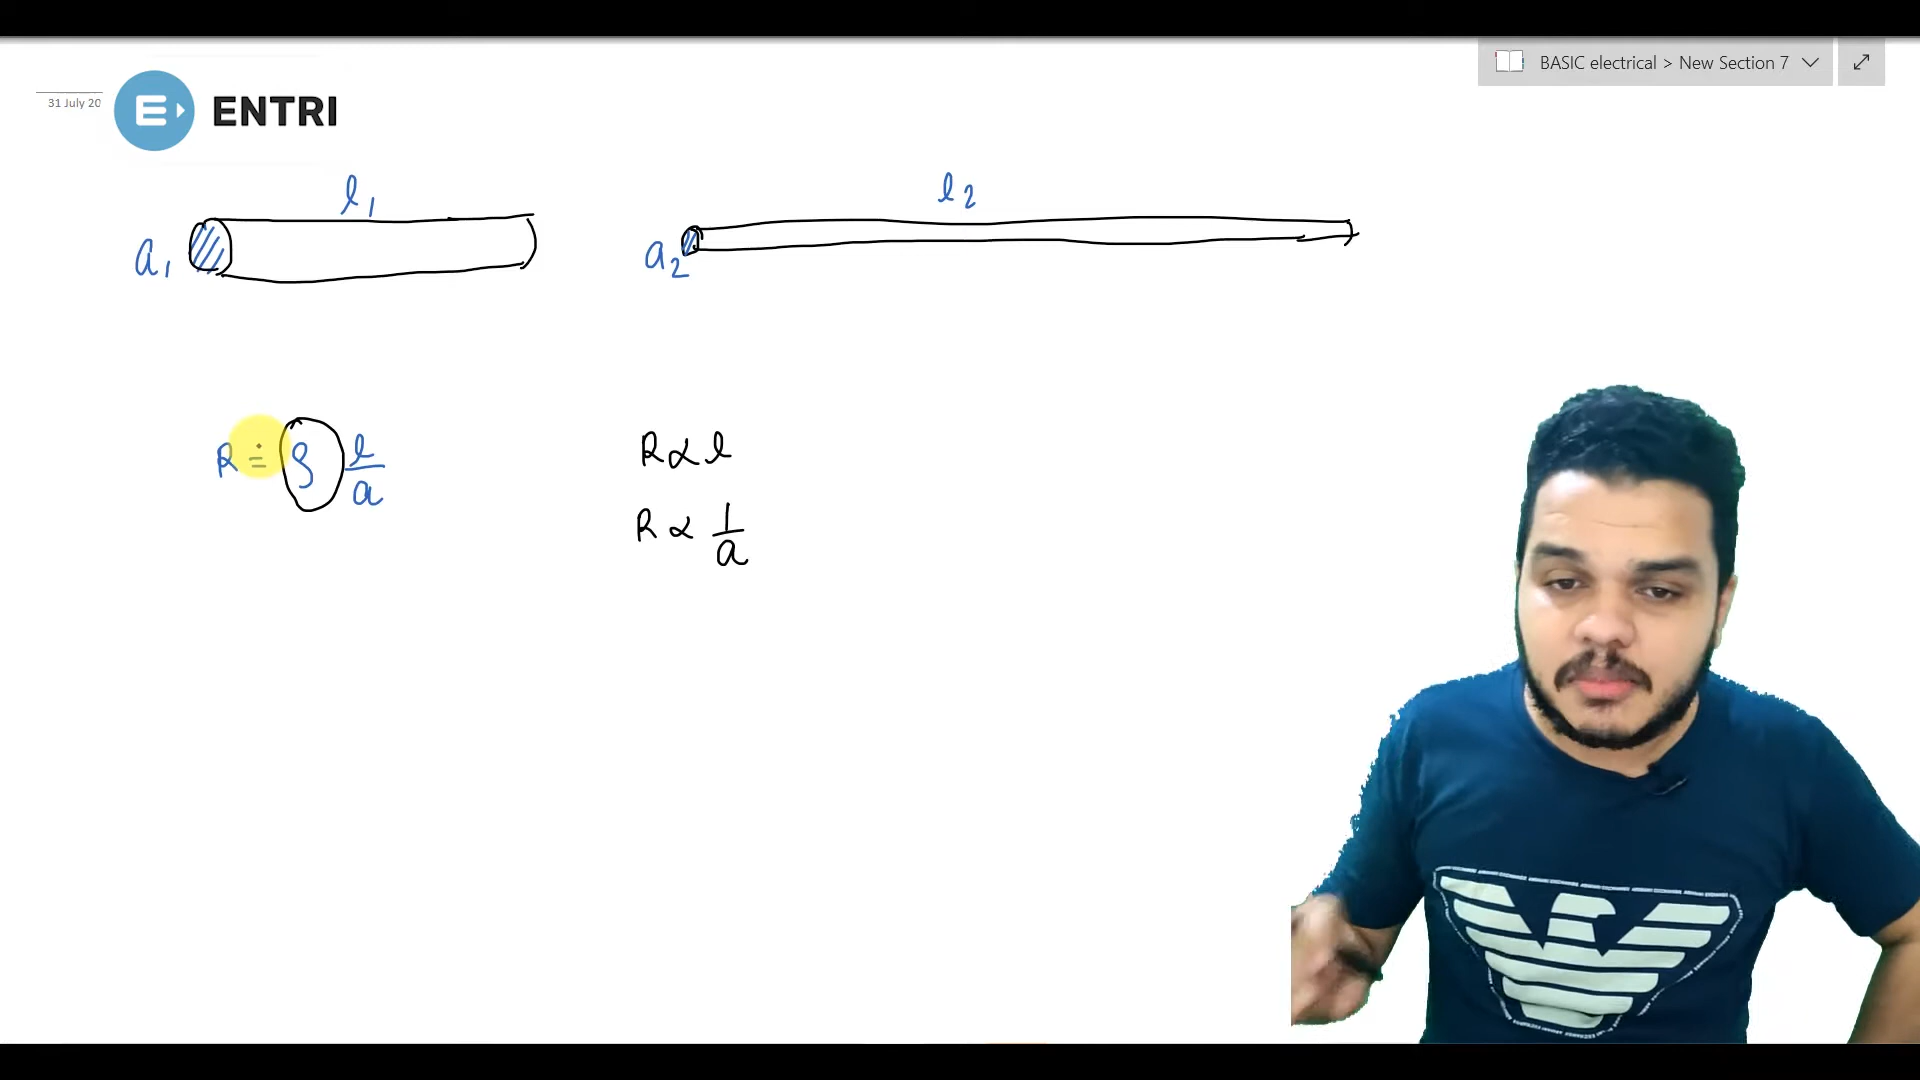 BASIC electrical > New Section 7
31 July 20
ENTRI
l₁
l₂
a₁
a₂
R = ρ l/a
R ∝ l
R ∝ 1/a